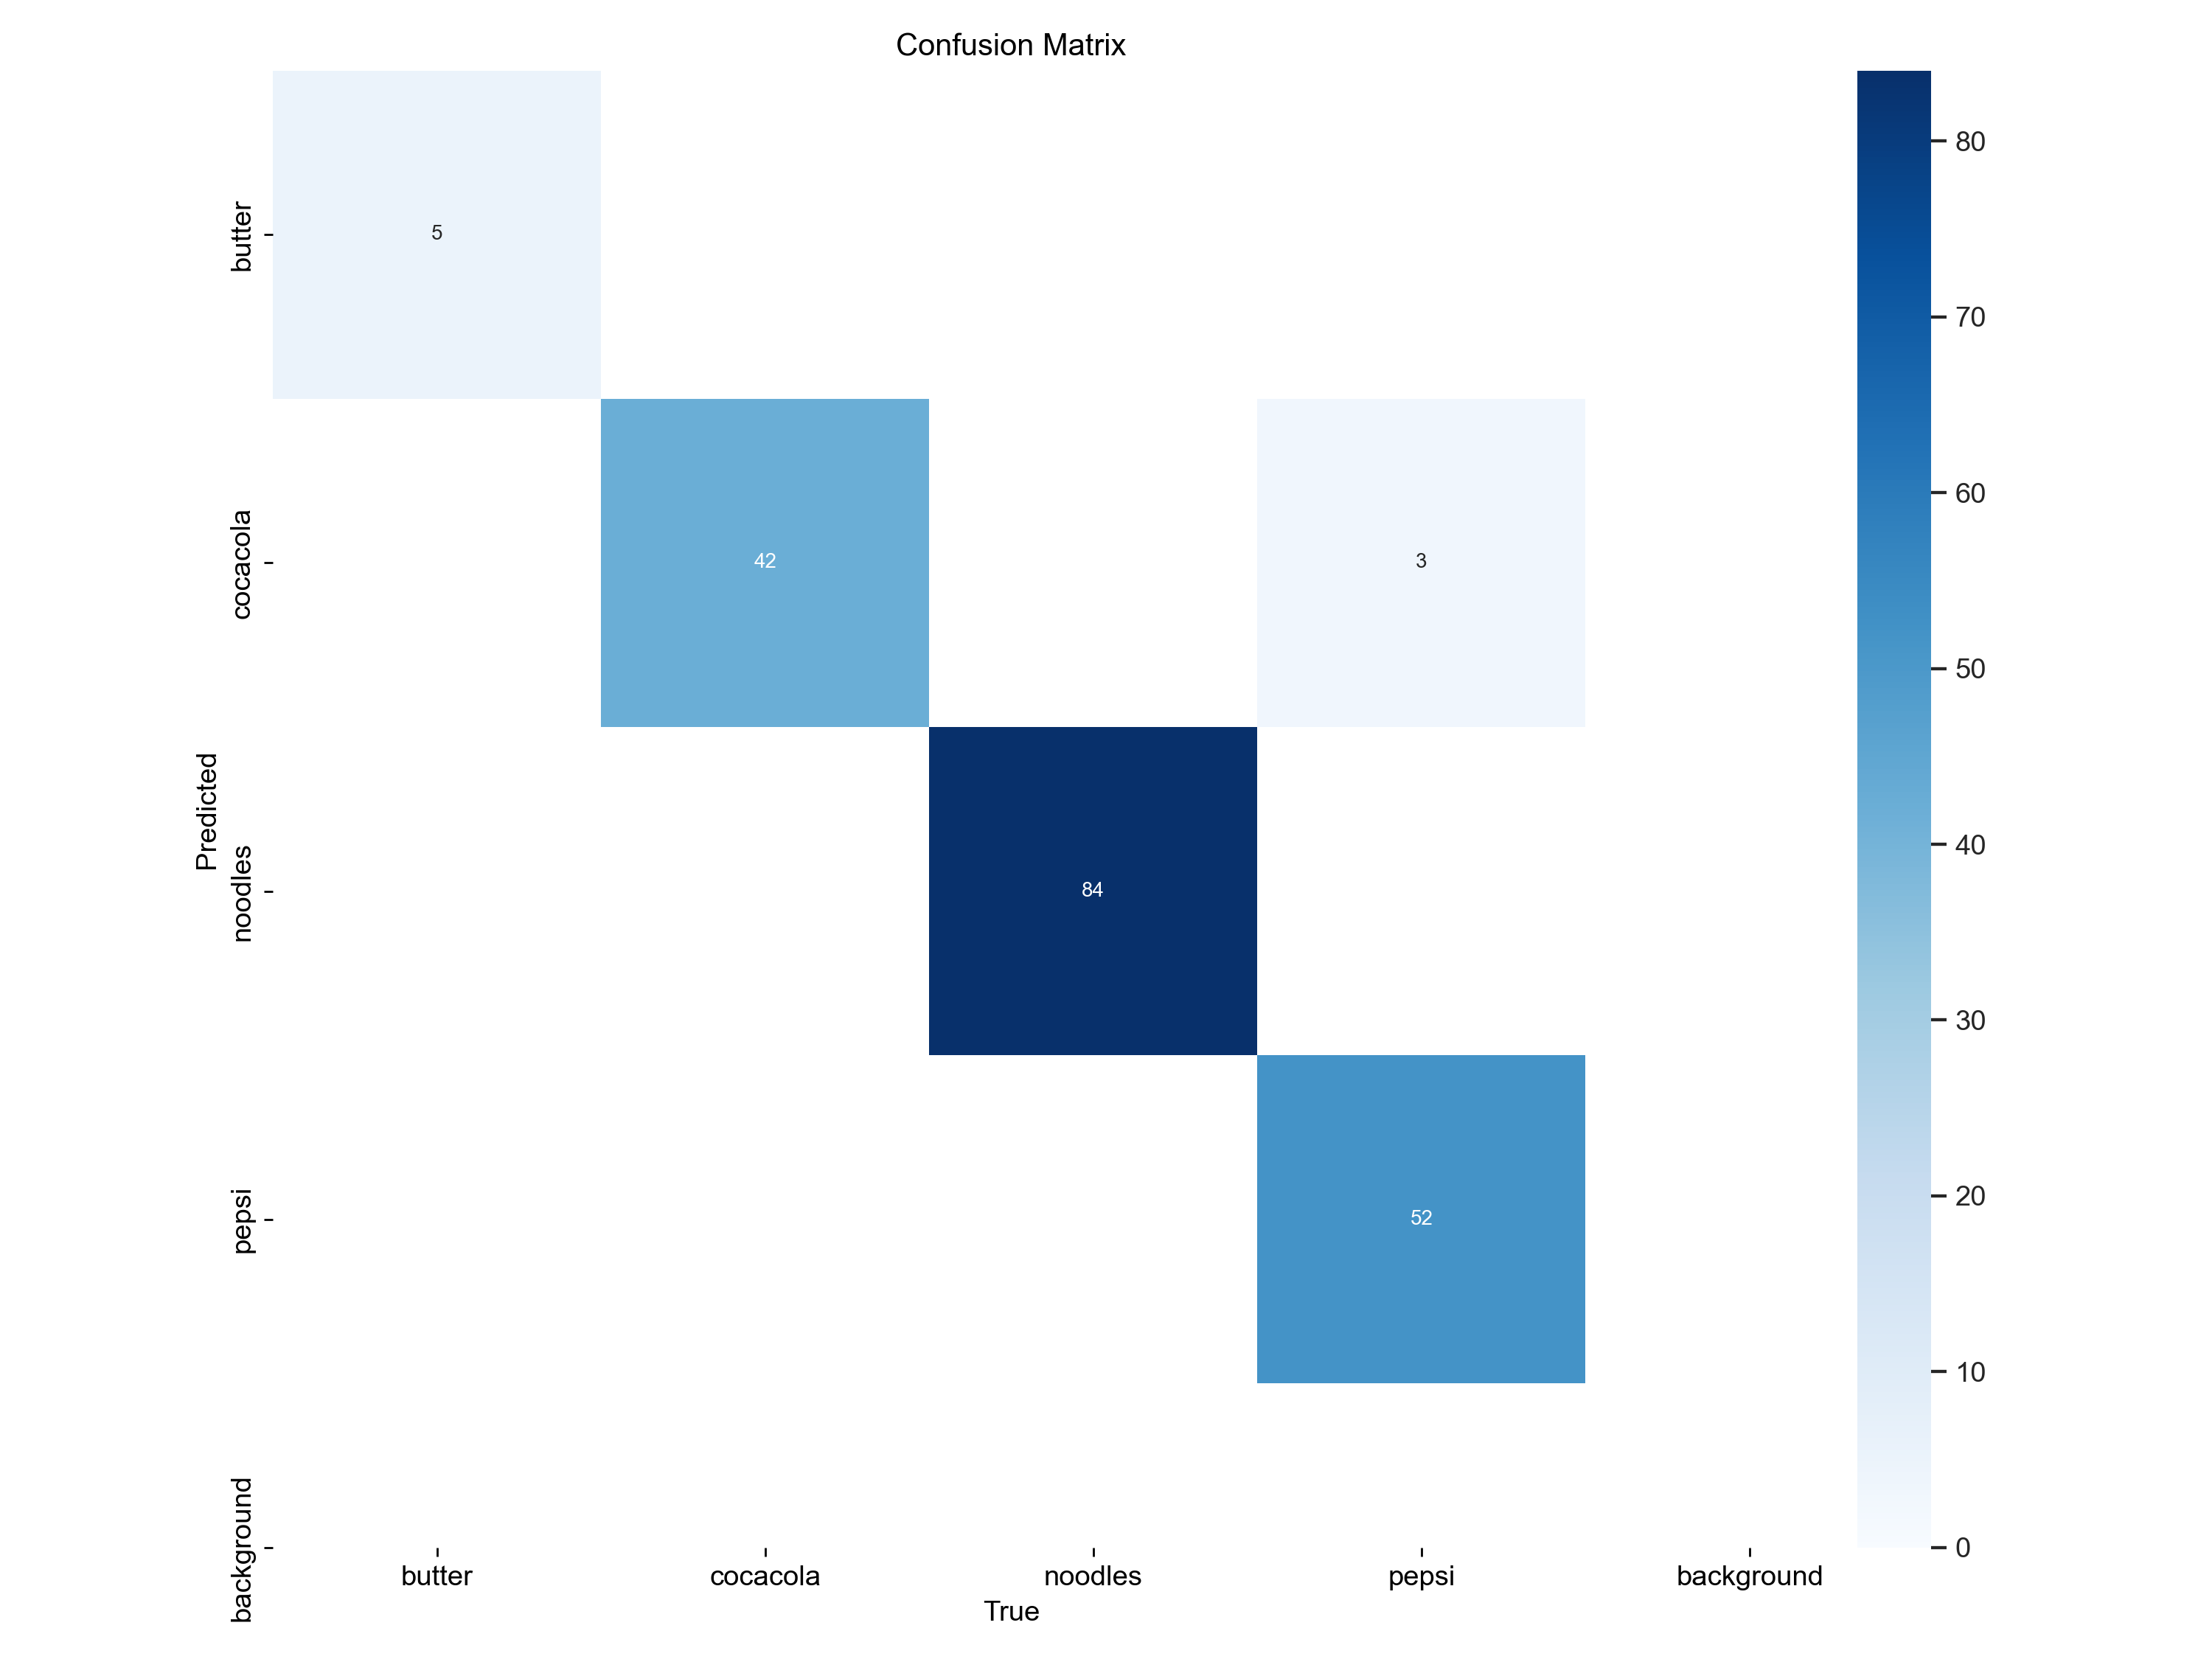 Confusion Matrix
butter
5
cocacola
42
3
noodles
84
pepsi
52
background
Predicted
butter cocacola noodles pepsi background
True
80
70
60
50
40
30
20
10
0